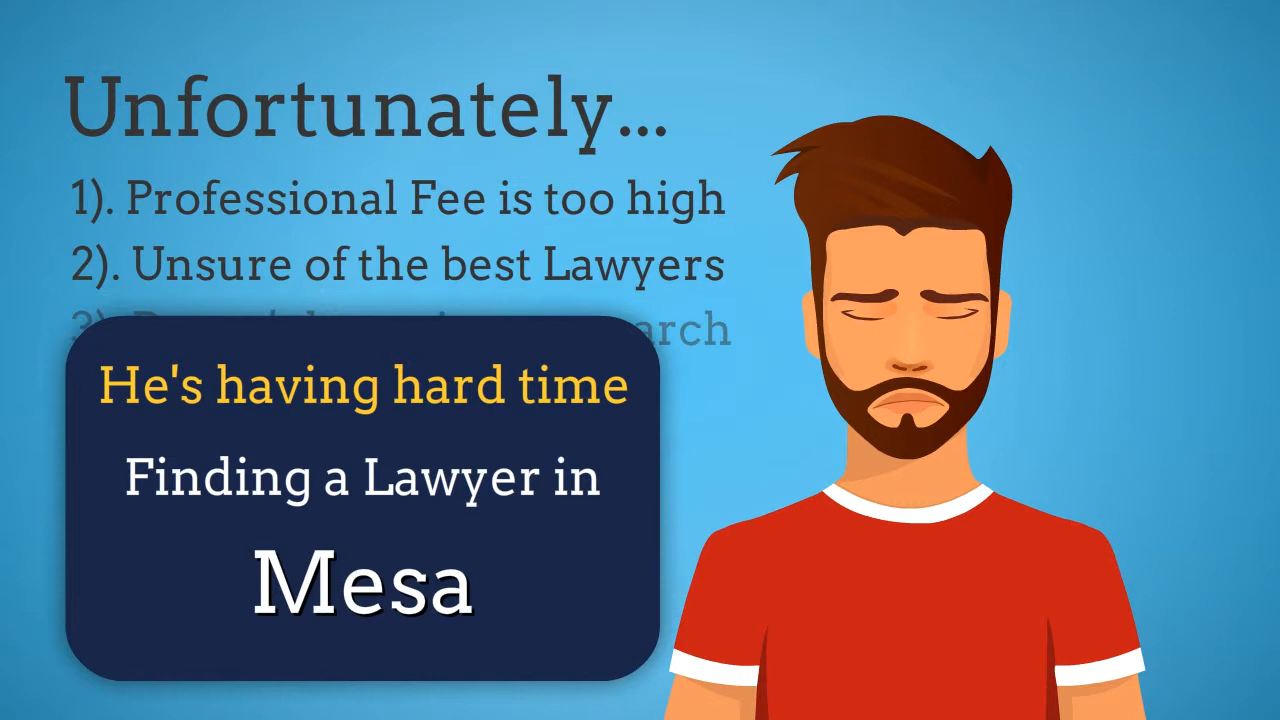 Unfortunately...
1). Professional Fee is too high
2). Unsure of the best Lawyers
3).
He's having hard time
Finding a Lawyer in
Mesa